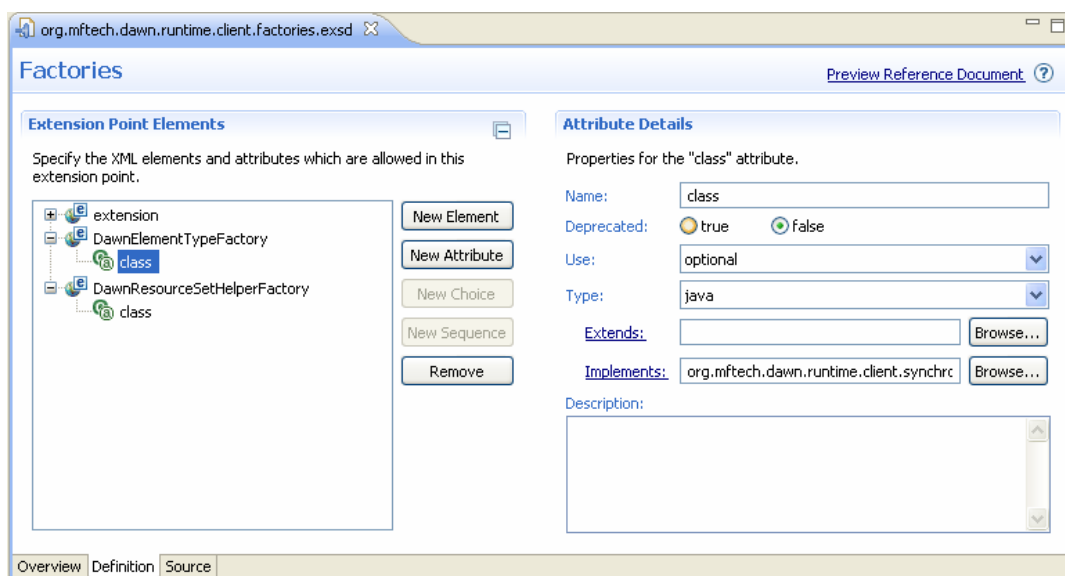 org.mftech.dawn.runtime.client.factories.exsd
Factories
Preview Reference Document
Extension Point Elements
Specify the XML elements and attributes which are allowed in this
extension point.
extension
DawnElementTypeFactory
class
DawnResourceSetHelperFactory
class
New Element
New Attribute
New Choice
New Sequence
Remove
Attribute Details
Properties for the "class" attribute.
Name: class
Deprecated: true false
Use: optional
Type: java
Extends: Browse...
Implements: org.mftech.dawn.runtime.client.synchrc Browse...
Description:
Overview Definition Source